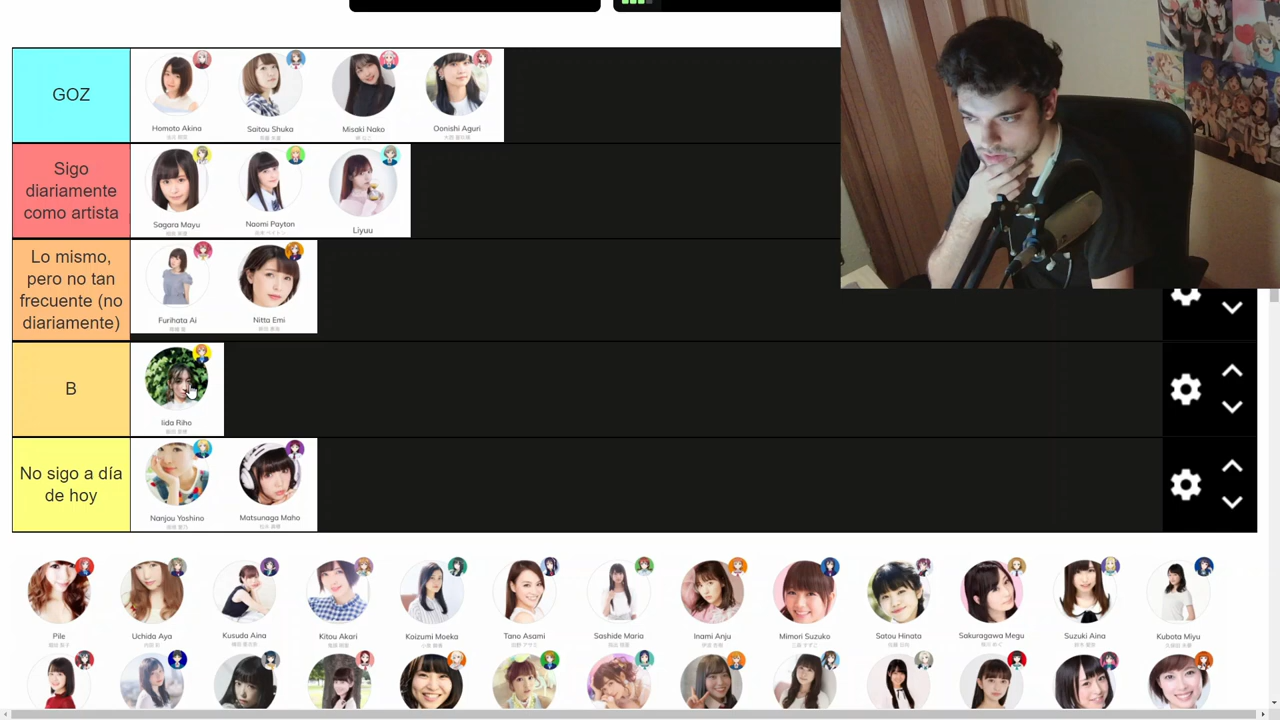 GOZ
Homoto Akina
Saitou Shuka
Misaki Nako
Oonishi Aguri
Sigo
diariamente
como artista
Sagara Mayu
Naomi Payton
Liyuu
Lo mismo,
pero no tan
frecuente (no
diariamente)
Furihata Ai
Nitta Emi
B
Iida Riho
No sigo a día
de hoy
Nanjou Yoshino
Matsunaga Maho
Pile
Uchida Aya
Kusuda Aina
Kitou Akari
Koizumi Moeka
Tano Asami
Sashide Maria
Inami Anju
Mimori Suzuko
Satou Hinata
Sakuragawa Megu
Suzuki Aina
Kubota Miyu